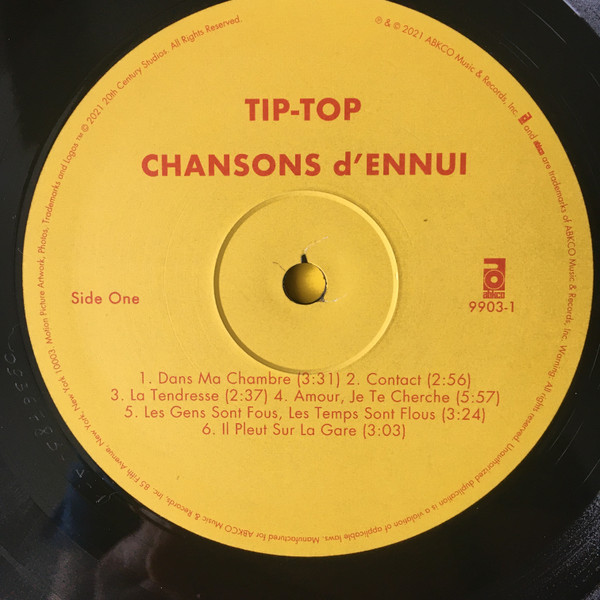 TIP-TOP
CHANSONS d'ENNUI
Side One
9903-1
1. Dans Ma Chambre (3:31) 2. Contact (2:56)
3. La Tendresse (2:37) 4. Amour, Je Te Cherche (5:57)
5. Les Gens Sont Fous, Les Temps Sont Flous (3:24)
6. Il Pleut Sur La Gare (3:03)
℗ & © 2021 ABKCO Music & Records, Inc. and are trademarks of ABKCO Music & Records, Inc. Warning: All rights reserved. Unauthorized duplication is a violation of applicable laws. Manufactured for ABKCO Music & Records, Inc. 85 Fifth Avenue, New York, New York 10003. Motion Picture Artwork, Photos, Trademarks and Logos ™ © 2021 20th Century Studios. All Rights Reserved.